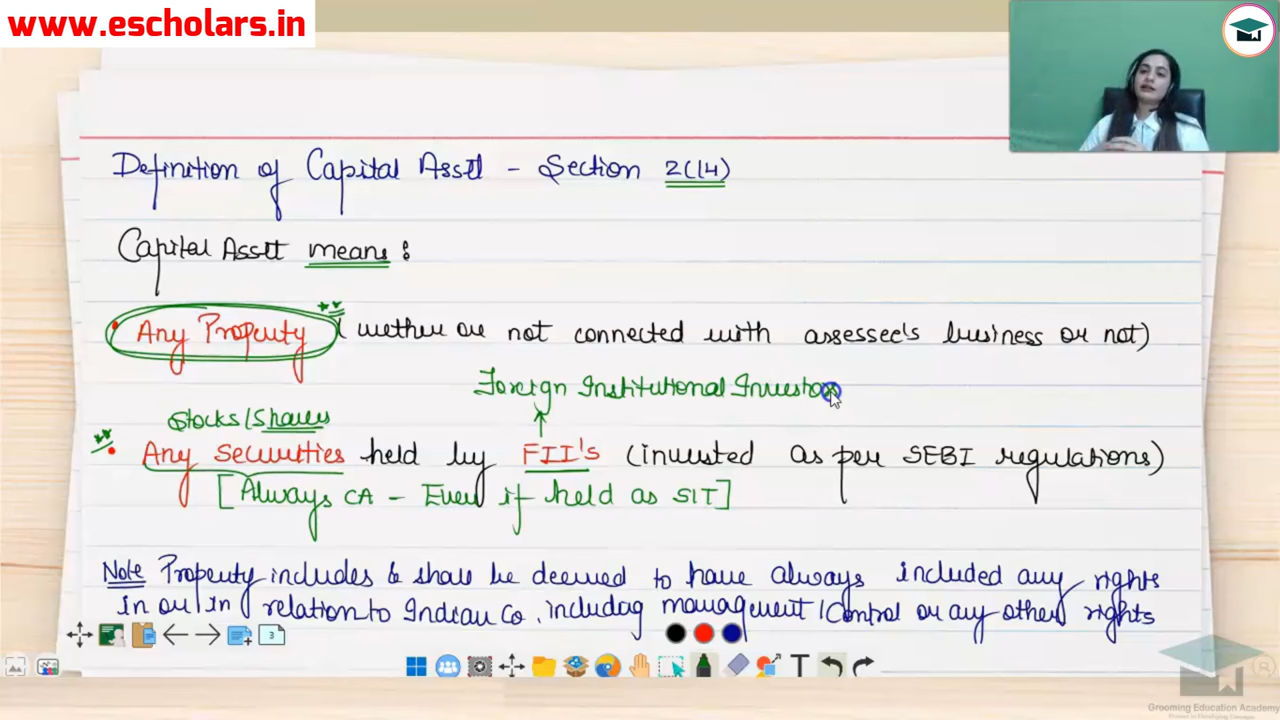 www.escholars.in
Definition of Capital Asset - Section 2(14)
Capital Asset means :
Any Property ( wether or not connected with assessee's business or not)
Foreign Institutional Investors
Stocks/Shares
Any Securities held by FII's (invested as per SEBI regulations)
[Always CA - Even if held as SIT]
Note Property includes & shall be deemed to have always included any rights
in or in relation to Indian Co. including management / Control or any other rights
3
T
Grooming Education Academy